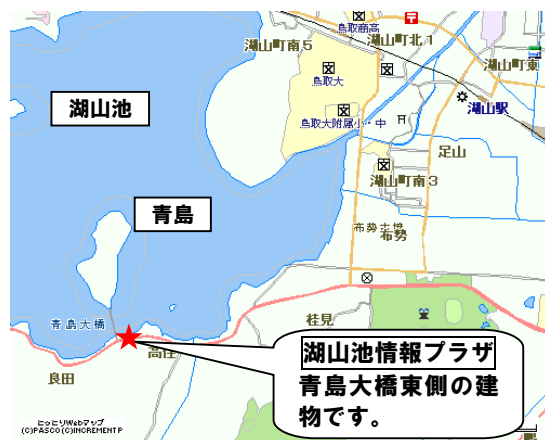 鳥取商高
湖山町北1
湖山町南5
湖山町東
鳥取大
湖山池
湖山駅
鳥取大附属小・中
足山
湖山町南3
青島
布勢
桂見
青島大橋
高住
良田
湖山池情報プラザ
青島大橋東側の建
物です。
とっとりWebマップ
(C)PASCO(C)INCREMENT P